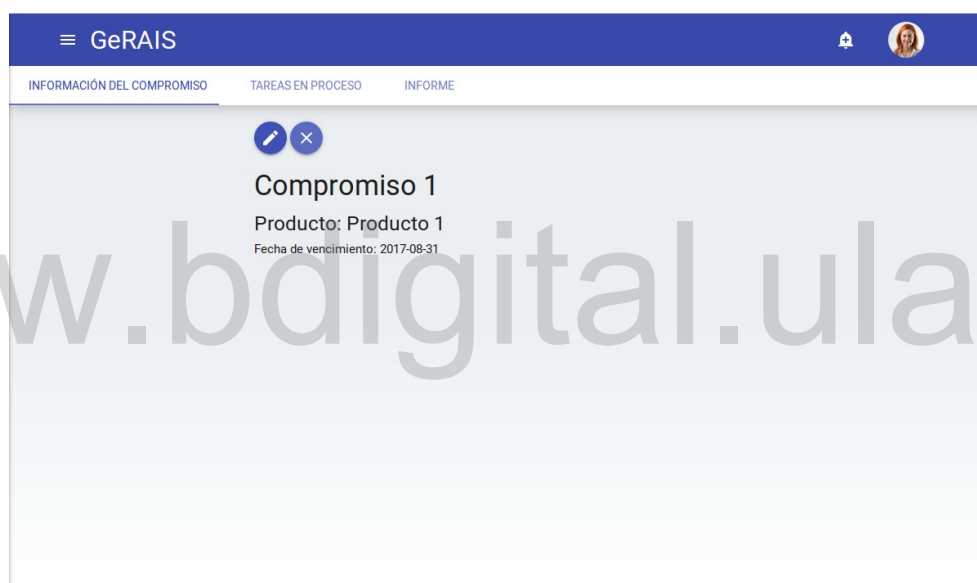 GeRAIS
INFORMACIÓN DEL COMPROMISO TAREAS EN PROCESO INFORME
Compromiso 1
Producto: Producto 1
Fecha de vencimiento: 2017-08-31
w.bdigital.ula